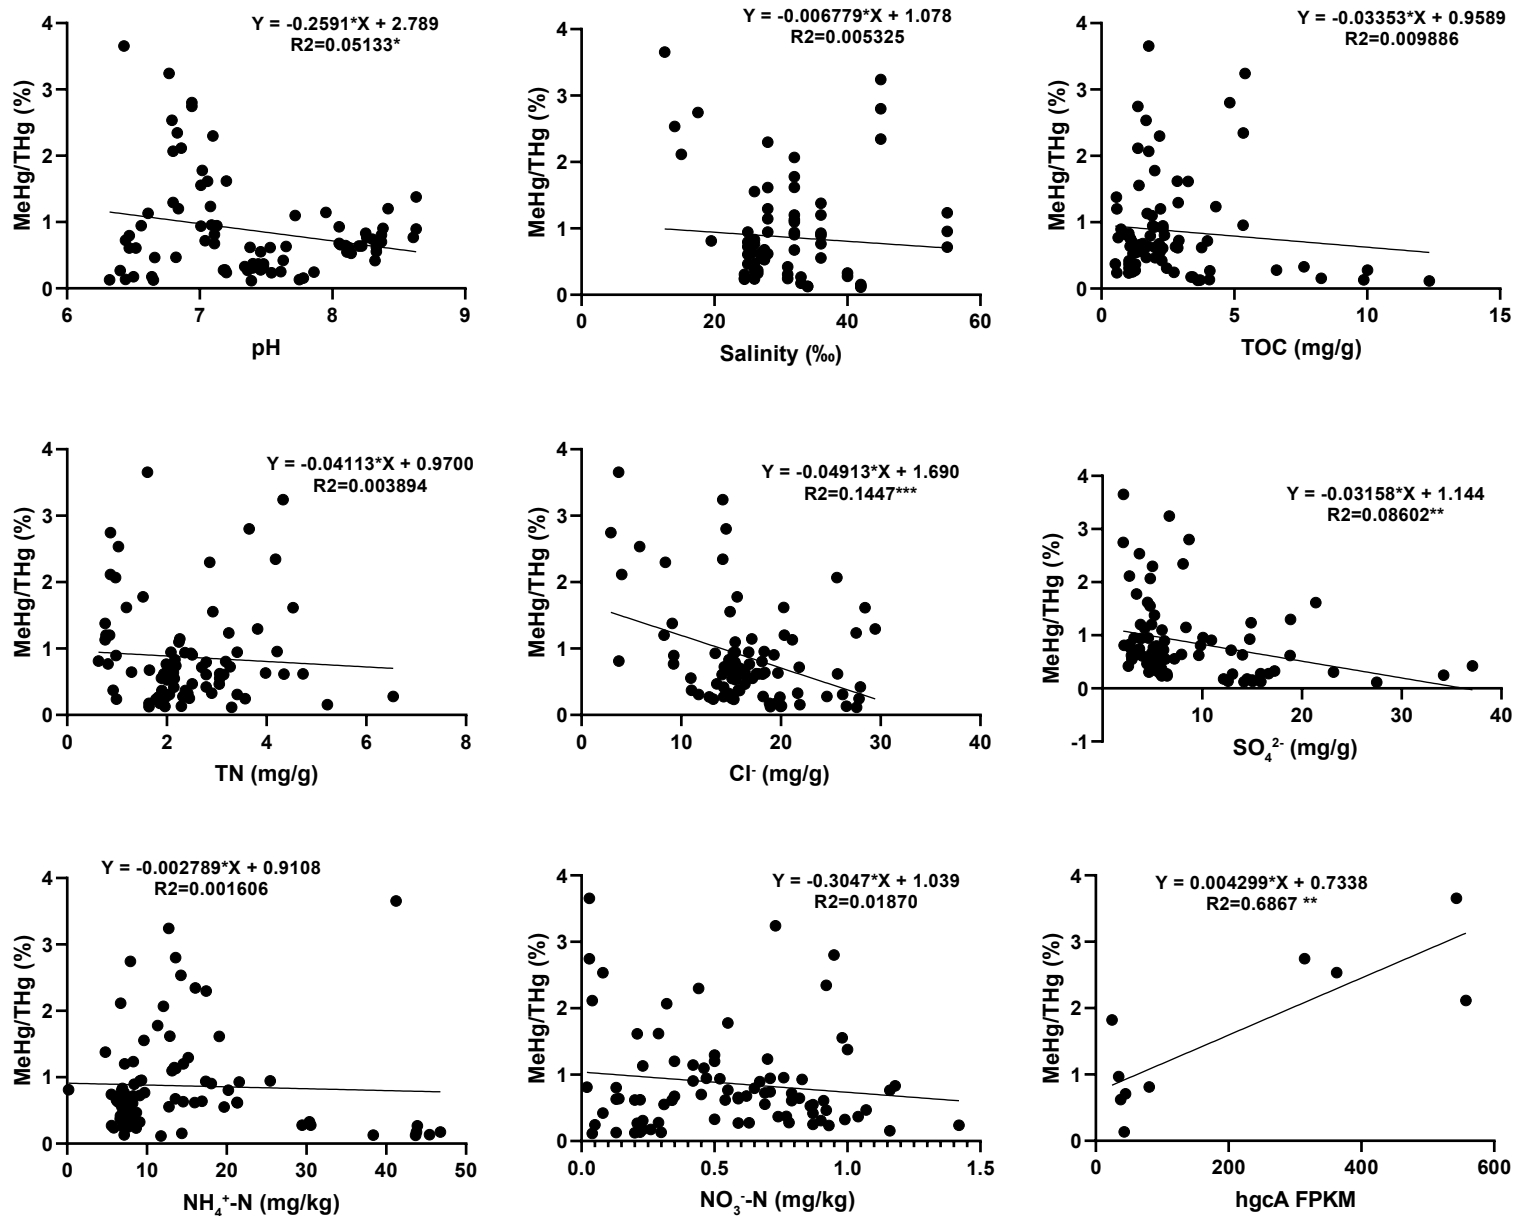 Y = -0.2591*X + 2.789
R2=0.05133*
MeHg/THg (%)
4
3
2
1
0
6 7 8 9
pH
Y = -0.006779*X + 1.078
R2=0.005325
MeHg/THg (%)
4
3
2
1
0
0 20 40 60
Salinity (‰)
Y = -0.03353*X + 0.9589
R2=0.009886
MeHg/THg (%)
4
3
2
1
0
0 5 10 15
TOC (mg/g)
Y = -0.04113*X + 0.9700
R2=0.003894
MeHg/THg (%)
4
3
2
1
0
0 2 4 6 8
TN (mg/g)
Y = -0.04913*X + 1.690
R2=0.1447***
MeHg/THg (%)
4
3
2
1
0
0 10 20 30 40
Cl⁻ (mg/g)
Y = -0.03158*X + 1.144
R2=0.08602**
MeHg/THg (%)
4
3
2
1
0
-1
10 20 30 40
SO₄²⁻ (mg/g)
Y = -0.002789*X + 0.9108
R2=0.001606
MeHg/THg (%)
4
3
2
1
0
0 10 20 30 40 50
NH₄⁺-N (mg/kg)
Y = -0.3047*X + 1.039
R2=0.01870
MeHg/THg (%)
4
3
2
1
0
0.0 0.5 1.0 1.5
NO₃⁻-N (mg/kg)
Y = 0.004299*X + 0.7338
R2=0.6867 **
MeHg/THg (%)
4
3
2
1
0
0 200 400 600
hgcA FPKM